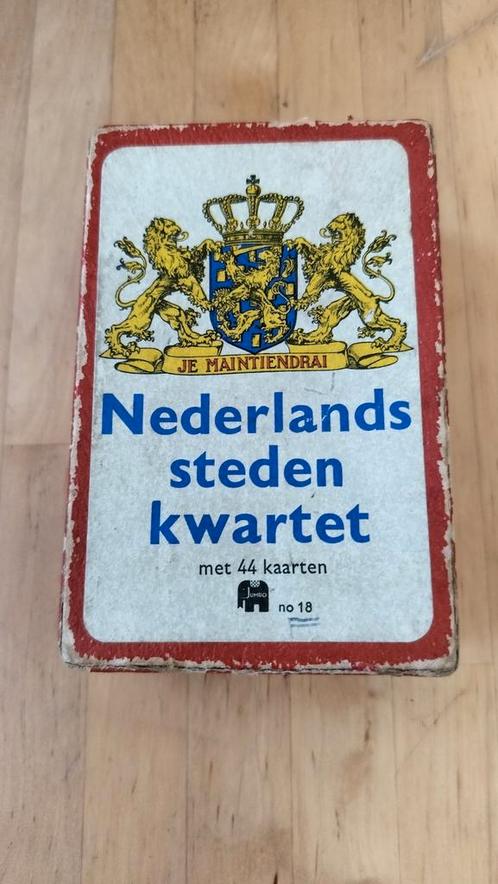 JE MAINTIENDRAI
Nederlands
steden
kwartet
met 44 kaarten
JUMBO
no 18